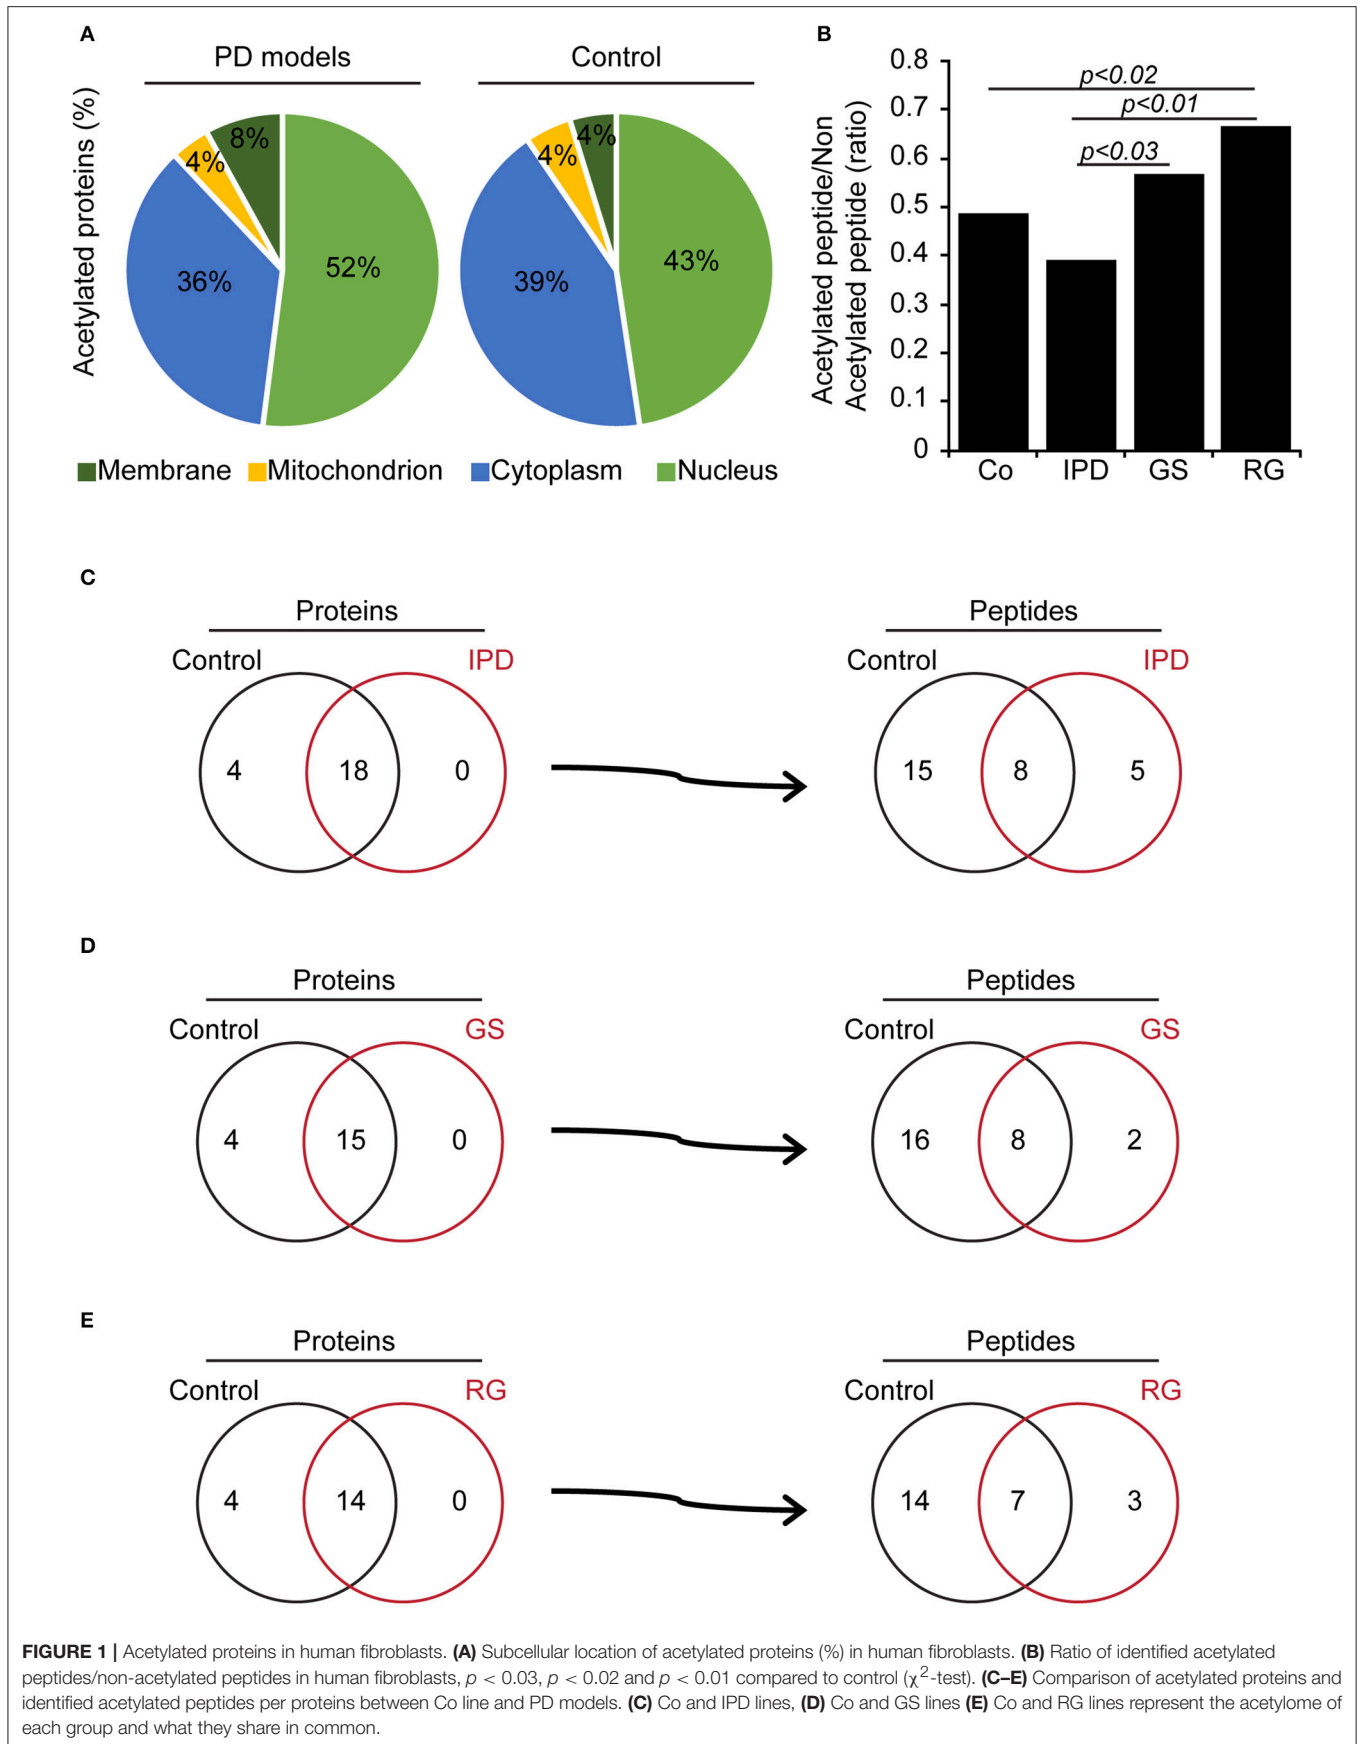 A
PD models
Control
Acetylated proteins (%)
8%
4%
36%
52%
4%
4%
39%
43%
Membrane
Mitochondrion
Cytoplasm
Nucleus
B
Acetylated peptide/Non
Acetylated peptide (ratio)
0.8
0.7
0.6
0.5
0.4
0.3
0.2
0.1
0
p<0.02
p<0.01
p<0.03
Co
IPD
GS
RG
C
Proteins
Control
IPD
4
18
0
Peptides
Control
IPD
15
8
5
D
Proteins
Control
GS
4
15
0
Peptides
Control
GS
16
8
2
E
Proteins
Control
RG
4
14
0
Peptides
Control
RG
14
7
3
FIGURE 1 | Acetylated proteins in human fibroblasts. (A) Subcellular location of acetylated proteins (%) in human fibroblasts. (B) Ratio of identified acetylated
peptides/non-acetylated peptides in human fibroblasts, p < 0.03, p < 0.02 and p < 0.01 compared to control (χ²-test). (C–E) Comparison of acetylated proteins and
identified acetylated peptides per proteins between Co line and PD models. (C) Co and IPD lines, (D) Co and GS lines (E) Co and RG lines represent the acetylome of
each group and what they share in common.